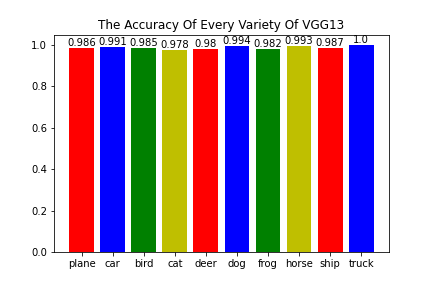 The Accuracy Of Every Variety Of VGG13
0.986 0.991 0.985 0.978 0.98 0.994 0.982 0.993 0.987 1.0
1.0
0.8
0.6
0.4
0.2
0.0
plane car bird cat deer dog frog horse ship truck